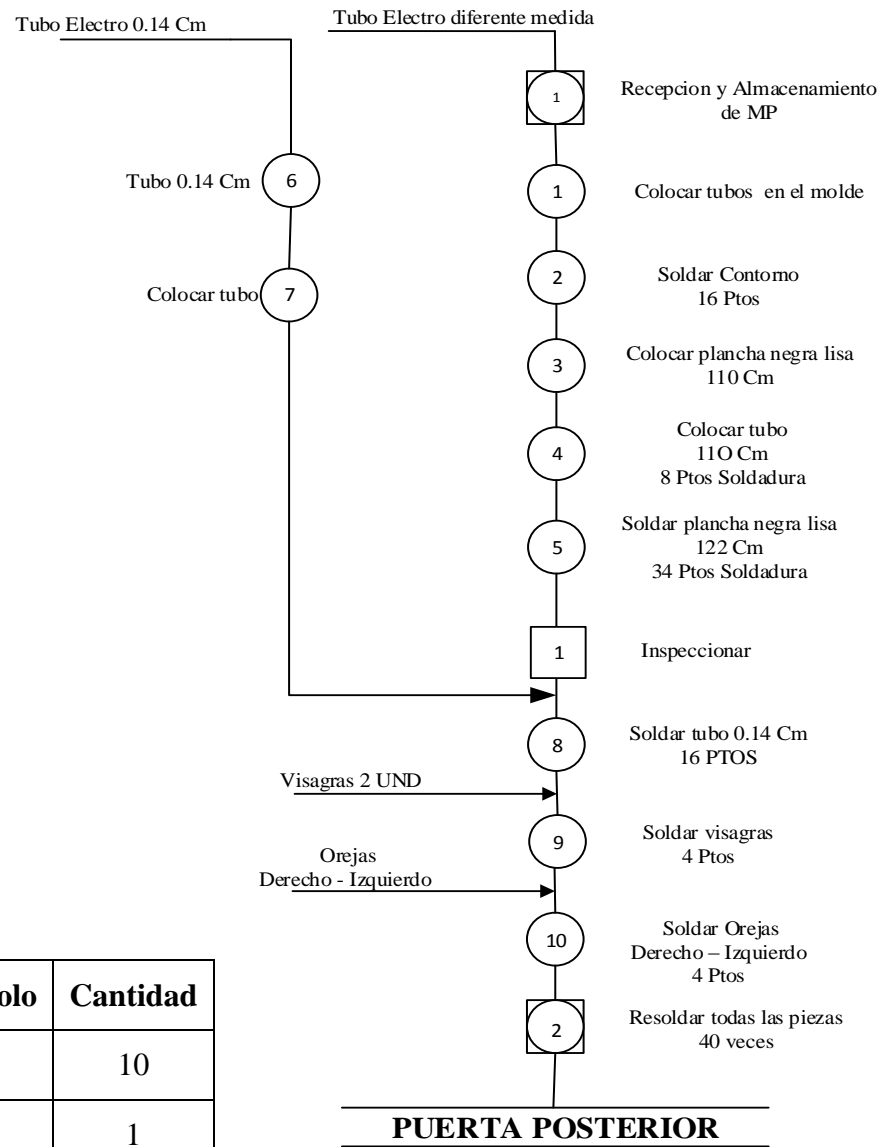 Tubo Electro 0.14 Cm
Tubo Electro diferente medida
1
Recepcion y Almacenamiento
de MP
Tubo 0.14 Cm
6
1
Colocar tubos en el molde
Colocar tubo
7
2
Soldar Contorno
16 Ptos
3
Colocar plancha negra lisa
110 Cm
4
Colocar tubo
11O Cm
8 Ptos Soldadura
5
Soldar plancha negra lisa
122 Cm
34 Ptos Soldadura
1
Inspeccionar
8
Soldar tubo 0.14 Cm
16 PTOS
Visagras 2 UND
9
Soldar visagras
4 Ptos
Orejas
Derecho - Izquierdo
10
Soldar Orejas
Derecho – Izquierdo
4 Ptos
2
Resoldar todas las piezas
40 veces
PUERTA POSTERIOR
olo Cantidad
10
1